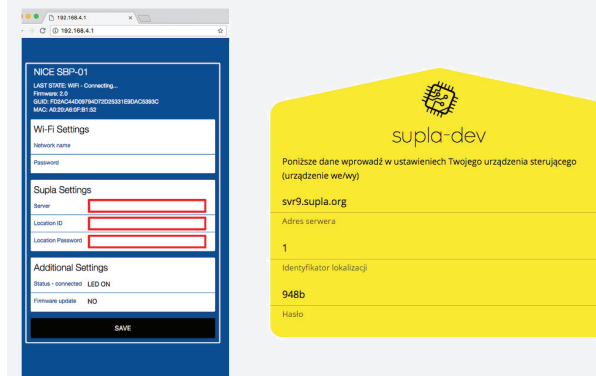 192.168.4.1
192.168.4.1
NICE SBP-01
LAST STATE: WIFI - Connecting...
Firmware: 2.0
GUID: FD2AC44D09794D72D25331E9DAC5393C
MAC: A0:20:A6:0F:B1:52
Wi-Fi Settings
Network name
Password
Supla Settings
Server
Location ID
Location Password
Additional Settings
Status - connected LED ON
Firmware update NO
SAVE
supla-dev
Poniższe dane wprowadź w ustawieniech Twojego urządzenia sterującego
(urządzenie we/wy)
svr9.supla.org
Adres serwera
1
Identyfikator lokalizacji
948b
Hasło